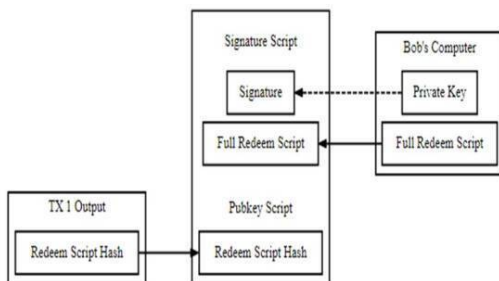 Signature Script
Bob's Computer
Signature
Private Key
Full Redeem Script
Full Redeem Script
TX 1 Output
Pubkey Script
Redeem Script Hash
Redeem Script Hash